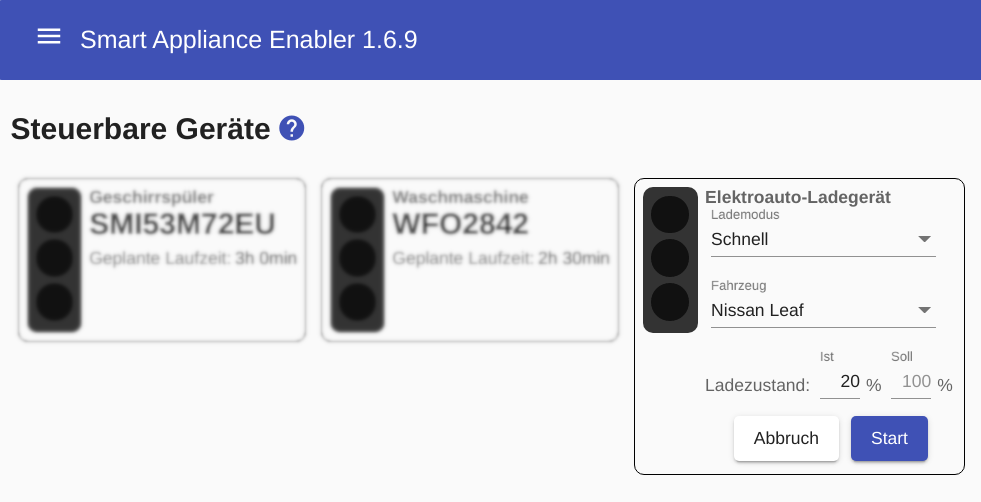 Smart Appliance Enabler 1.6.9
Steuerbare Geräte ?
Geschirrspüler
SMI53M72EU
Geplante Laufzeit: 3h 0min
Waschmaschine
WFO2842
Geplante Laufzeit: 2h 30min
Elektroauto-Ladegerät
Lademodus
Schnell
Fahrzeug
Nissan Leaf
Ist Soll
Ladezustand: 20 % 100 %
Abbruch Start